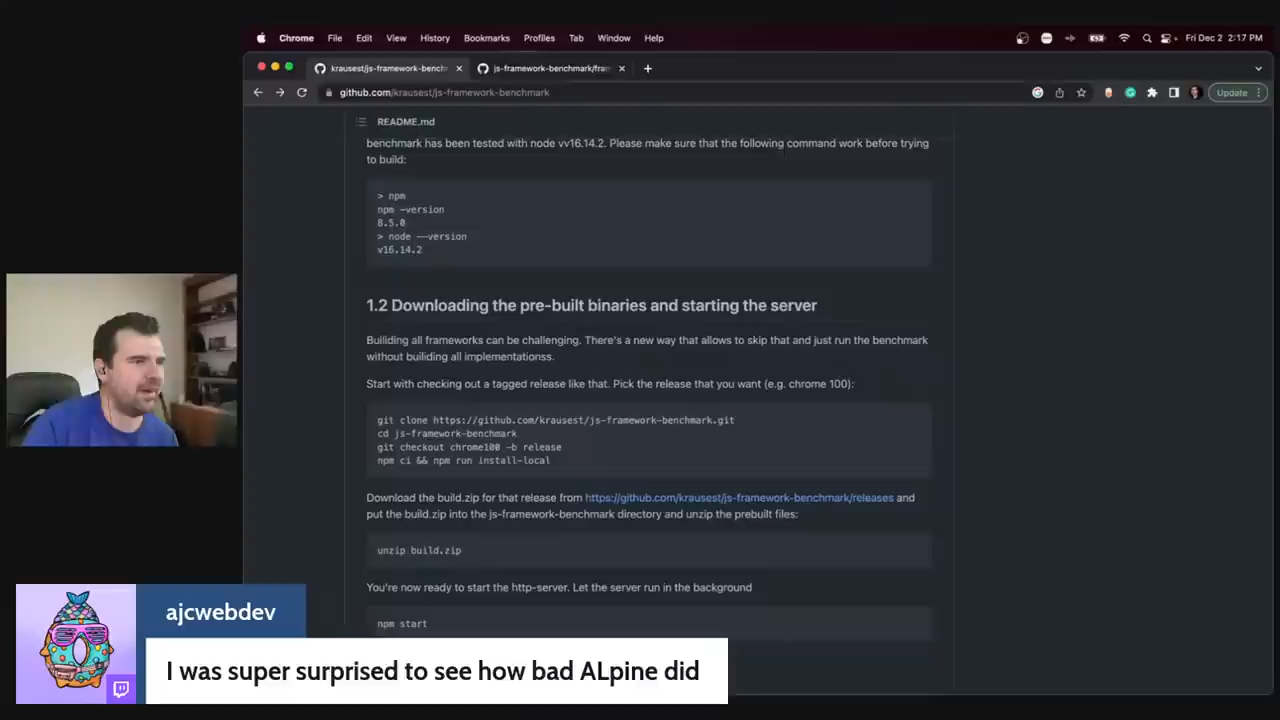 Chrome File Edit View History Bookmarks Profiles Tab Window Help Fri Dec 2 2:17 PM
krausest/js-framework-bench js-framework-benchmark/fra
github.com/krausest/js-framework-benchmark Update
README.md
benchmark has been tested with node vv16.14.2. Please make sure that the following command work before trying
to build:
> npm
npm -version
8.5.0
> node --version
v16.14.2
1.2 Downloading the pre-built binaries and starting the server
Builiding all frameworks can be challenging. There's a new way that allows to skip that and just run the benchmark
without builiding all implementationss.
Start with checking out a tagged release like that. Pick the release that you want (e.g. chrome 100):
git clone https://github.com/krausest/js-framework-benchmark.git
cd js-framework-benchmark
git checkout chrome100 -b release
npm ci && npm run install-local
Download the build.zip for that release from https://github.com/krausest/js-framework-benchmark/releases and
put the build.zip into the js-framework-benchmark directory and unzip the prebuilt files:
unzip build.zip
You're now ready to start the http-server. Let the server run in the background
npm start
ajcwebdev
I was super surprised to see how bad ALpine did